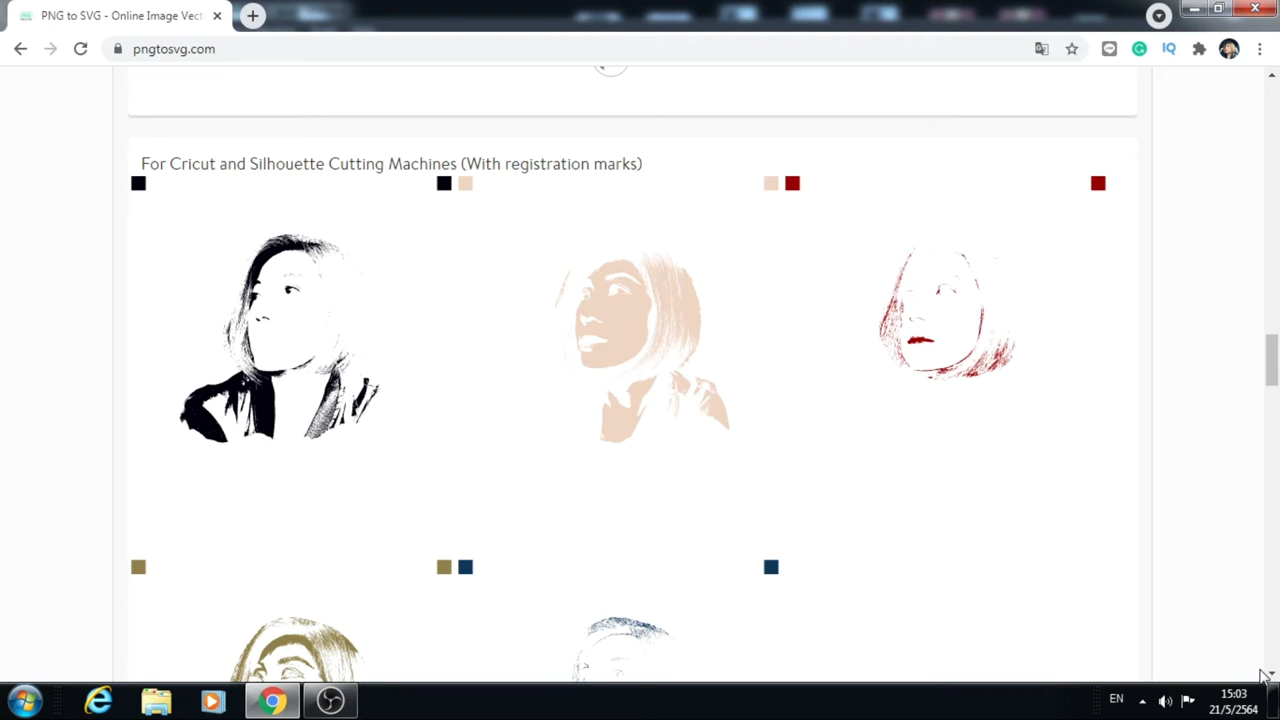 PNG to SVG - Online Image Vect
pngtosvg.com
For Cricut and Silhouette Cutting Machines (With registration marks)
EN
15:03
21/5/2564